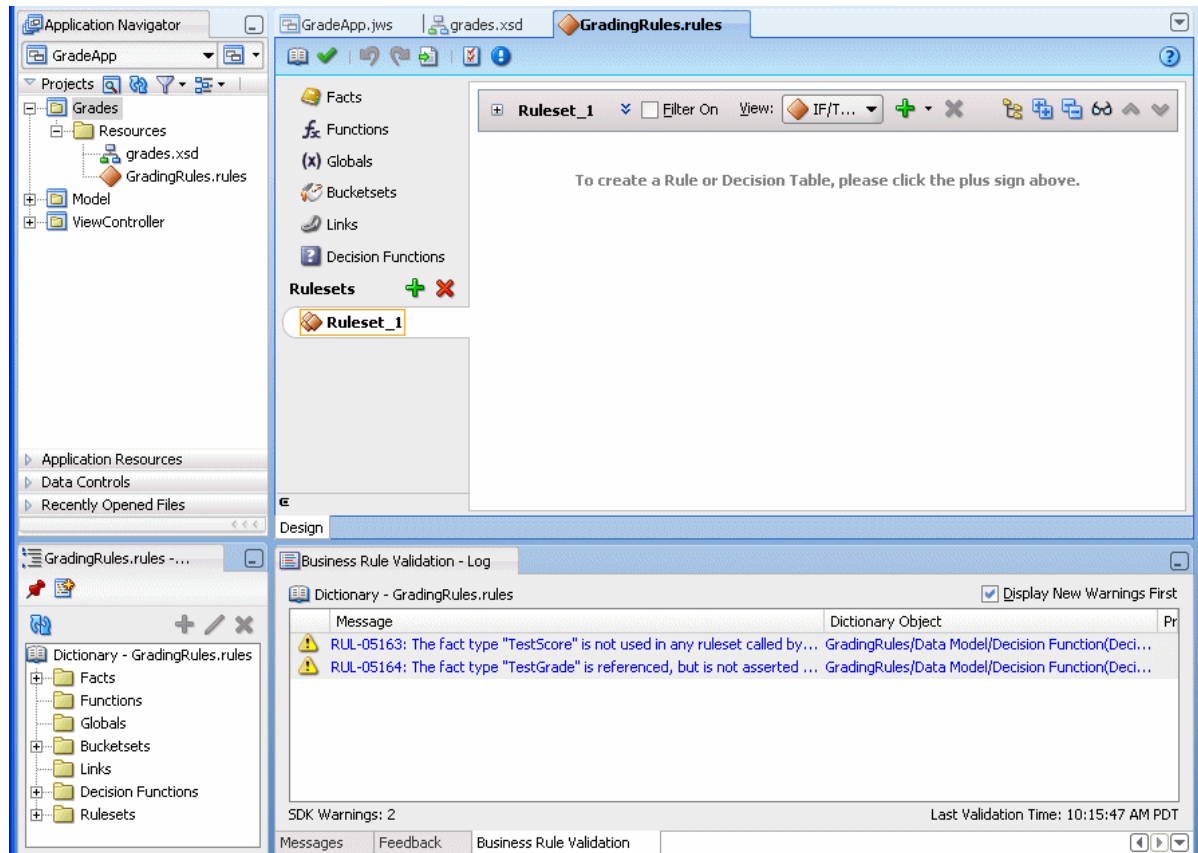 Application Navigator
GradeApp
Projects
Grades
Resources
grades.xsd
GradingRules.rules
Model
ViewController
Application Resources
Data Controls
Recently Opened Files
GradeApp.jws
grades.xsd
GradingRules.rules
Facts
Functions
Globals
Bucketsets
Links
Decision Functions
Rulesets
Ruleset_1
Ruleset_1
Filter On
View:
IF/T...
To create a Rule or Decision Table, please click the plus sign above.
Design
GradingRules.rules -...
Dictionary - GradingRules.rules
Facts
Functions
Globals
Bucketsets
Links
Decision Functions
Rulesets
Business Rule Validation - Log
Dictionary - GradingRules.rules
Display New Warnings First
Message Dictionary Object Pr
RUL-05163: The fact type "TestScore" is not used in any ruleset called by... GradingRules/Data Model/Decision Function(Deci...
RUL-05164: The fact type "TestGrade" is referenced, but is not asserted ... GradingRules/Data Model/Decision Function(Deci...
SDK Warnings: 2
Last Validation Time: 10:15:47 AM PDT
Messages Feedback Business Rule Validation